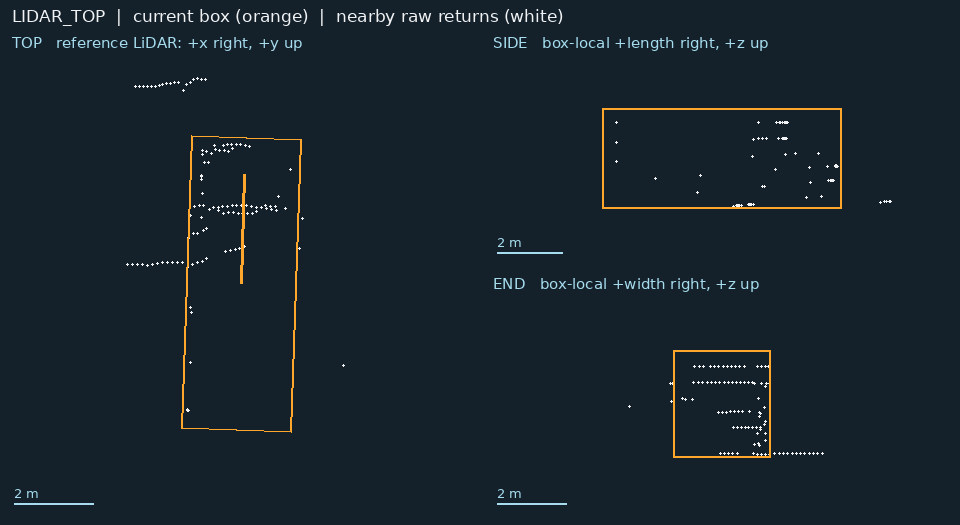 LIDAR_TOP | current box (orange) | nearby raw returns (white)
TOP reference LiDAR: +x right, +y up
SIDE box-local +length right, +z up
2 m
END box-local +width right, +z up
2 m
2 m